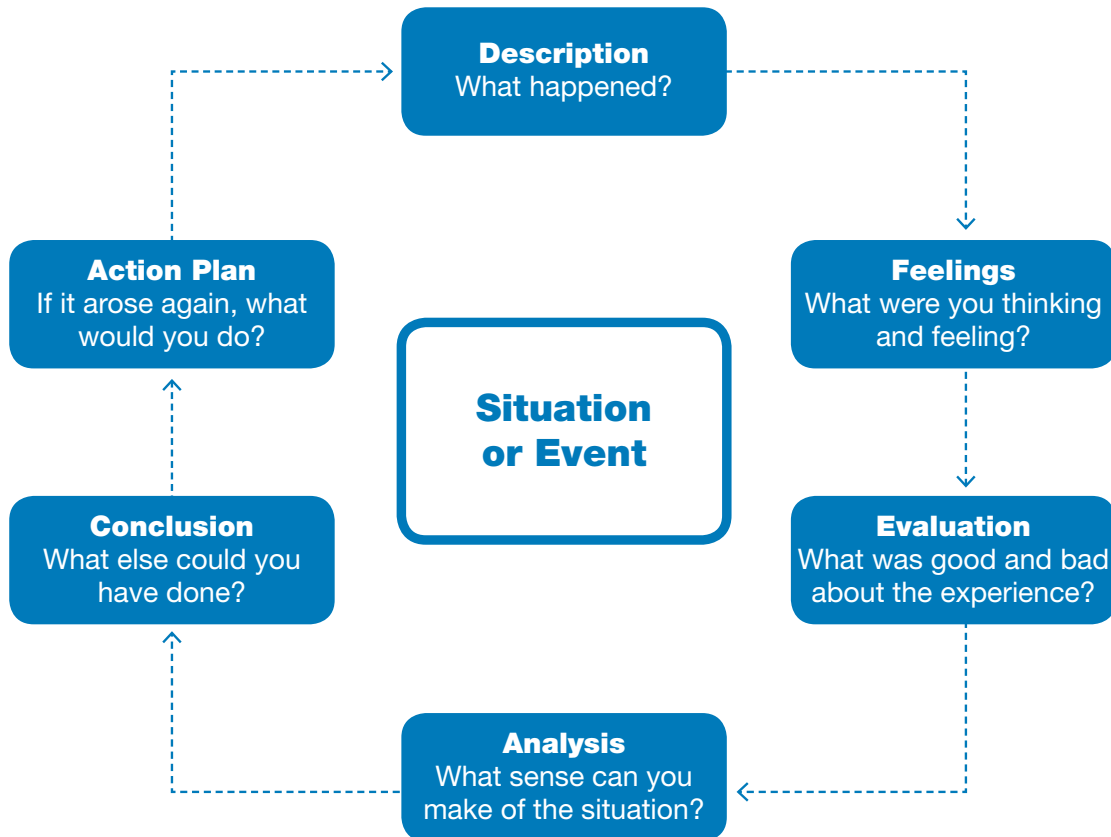 Description
What happened?
Feelings
What were you thinking
and feeling?
Evaluation
What was good and bad
about the experience?
Analysis
What sense can you
make of the situation?
Conclusion
What else could you
have done?
Action Plan
If it arose again, what
would you do?
Situation
or Event